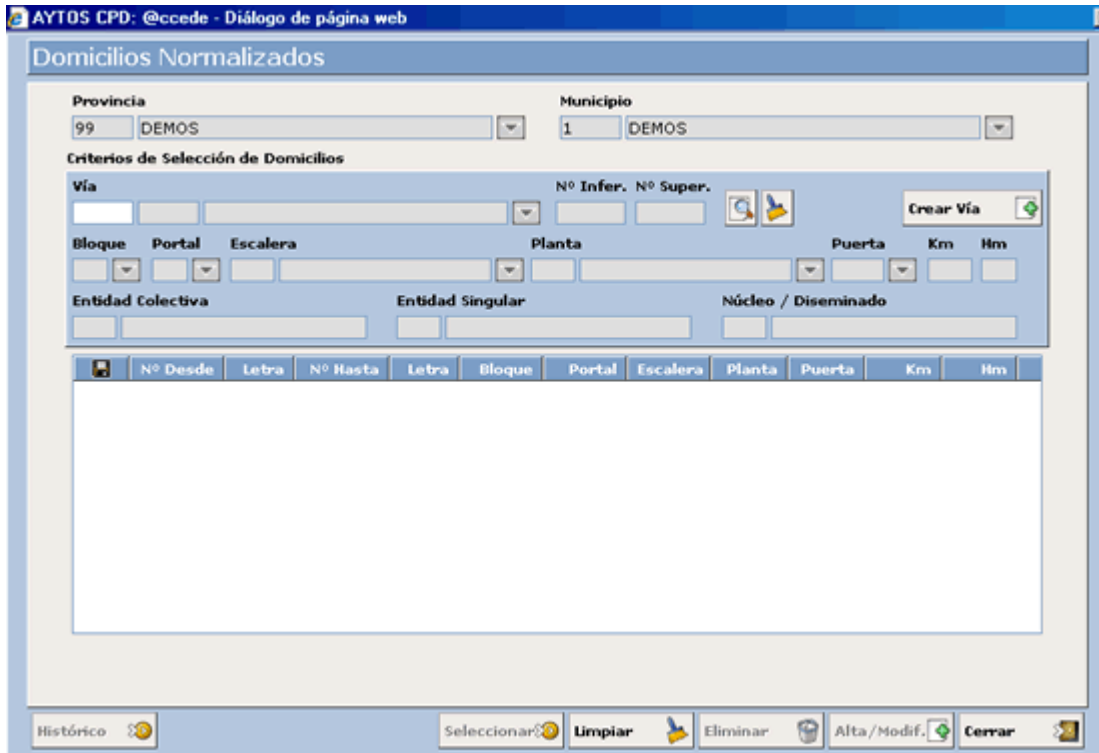 AYTOS CPD: @ccede - Diálogo de página web
Domicilios Normalizados
Provincia Municipio
99 DEMOS 1 DEMOS
Criterios de Selección de Domicilios
Vía Nº Infer. Nº Super.
Crear Vía
Bloque Portal Escalera Planta Puerta Km Hm
Entidad Colectiva Entidad Singular Núcleo / Diseminado
Nº Desde Letra Nº Hasta Letra Bloque Portal Escalera Planta Puerta Km Hm
Histórico Seleccionar Limpiar Eliminar Alta/Modif. Cerrar